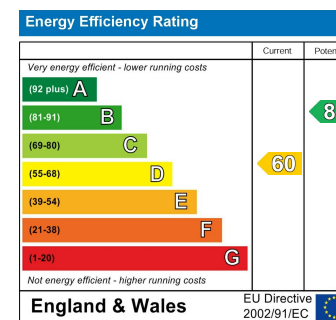 Energy Efficiency Rating
Current
Very energy efficient - lower running costs
(92 plus) A
(81-91) B
(69-80) C
(55-68) D
60
(39-54) E
(21-38) F
(1-20) G
Not energy efficient - higher running costs
England & Wales
EU Directive
2002/91/EC